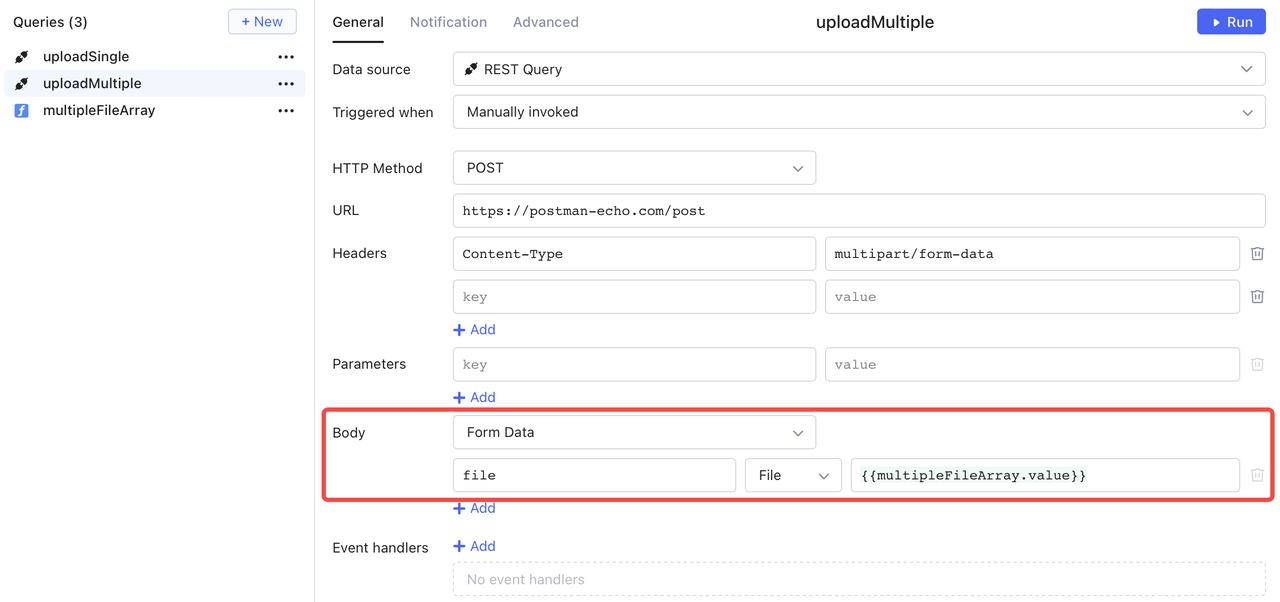 Queries (3)
+ New
uploadSingle
uploadMultiple
multipleFileArray
General Notification Advanced
uploadMultiple
Run
Data source REST Query
Triggered when Manually invoked
HTTP Method POST
URL https://postman-echo.com/post
Headers Content-Type multipart/form-data
key value
+ Add
Parameters key value
+ Add
Body Form Data
file File {{multipleFileArray.value}}
+ Add
Event handlers + Add
No event handlers